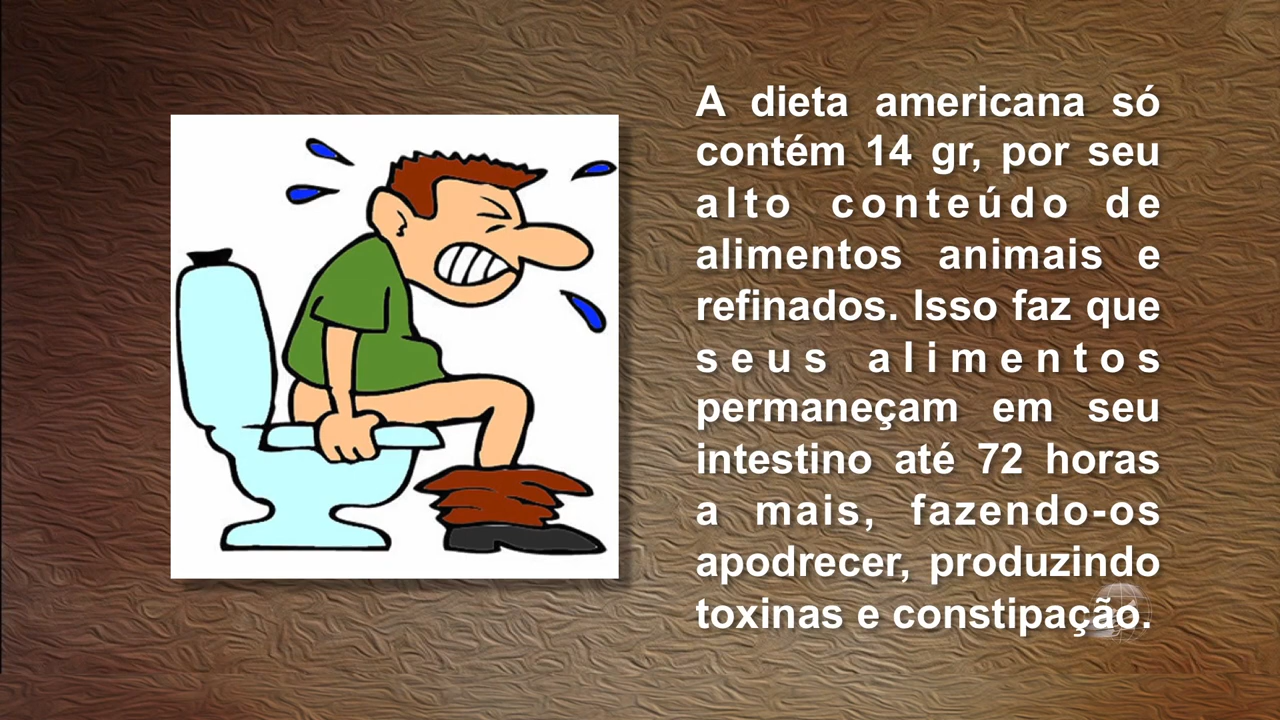 A dieta americana só
contém 14 gr, por seu
alto conteúdo de
alimentos animais e
refinados. Isso faz que
seus alimentos
permaneçam em seu
intestino até 72 horas
a mais, fazendo-os
apodrecer, produzindo
toxinas e constipação.